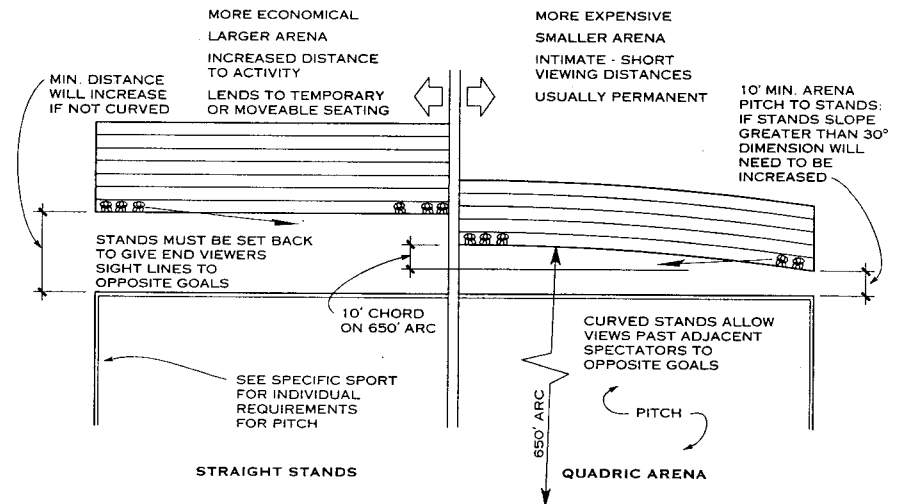 MORE ECONOMICAL
LARGER ARENA
INCREASED DISTANCE
TO ACTIVITY
LENDS TO TEMPORARY
OR MOVEABLE SEATING
MORE EXPENSIVE
SMALLER ARENA
INTIMATE - SHORT
VIEWING DISTANCES
USUALLY PERMANENT
MIN. DISTANCE
WILL INCREASE
IF NOT CURVED
10' MIN. ARENA
PITCH TO STANDS:
IF STANDS SLOPE
GREATER THAN 30°
DIMENSION WILL
NEED TO BE
INCREASED
STANDS MUST BE SET BACK
TO GIVE END VIEWERS
SIGHT LINES TO
OPPOSITE GOALS
10' CHORD
ON 650' ARC
CURVED STANDS ALLOW
VIEWS PAST ADJACENT
SPECTATORS TO
OPPOSITE GOALS
SEE SPECIFIC SPORT
FOR INDIVIDUAL
REQUIREMENTS
FOR PITCH
650' ARC
PITCH
STRAIGHT STANDS
QUADRIC ARENA